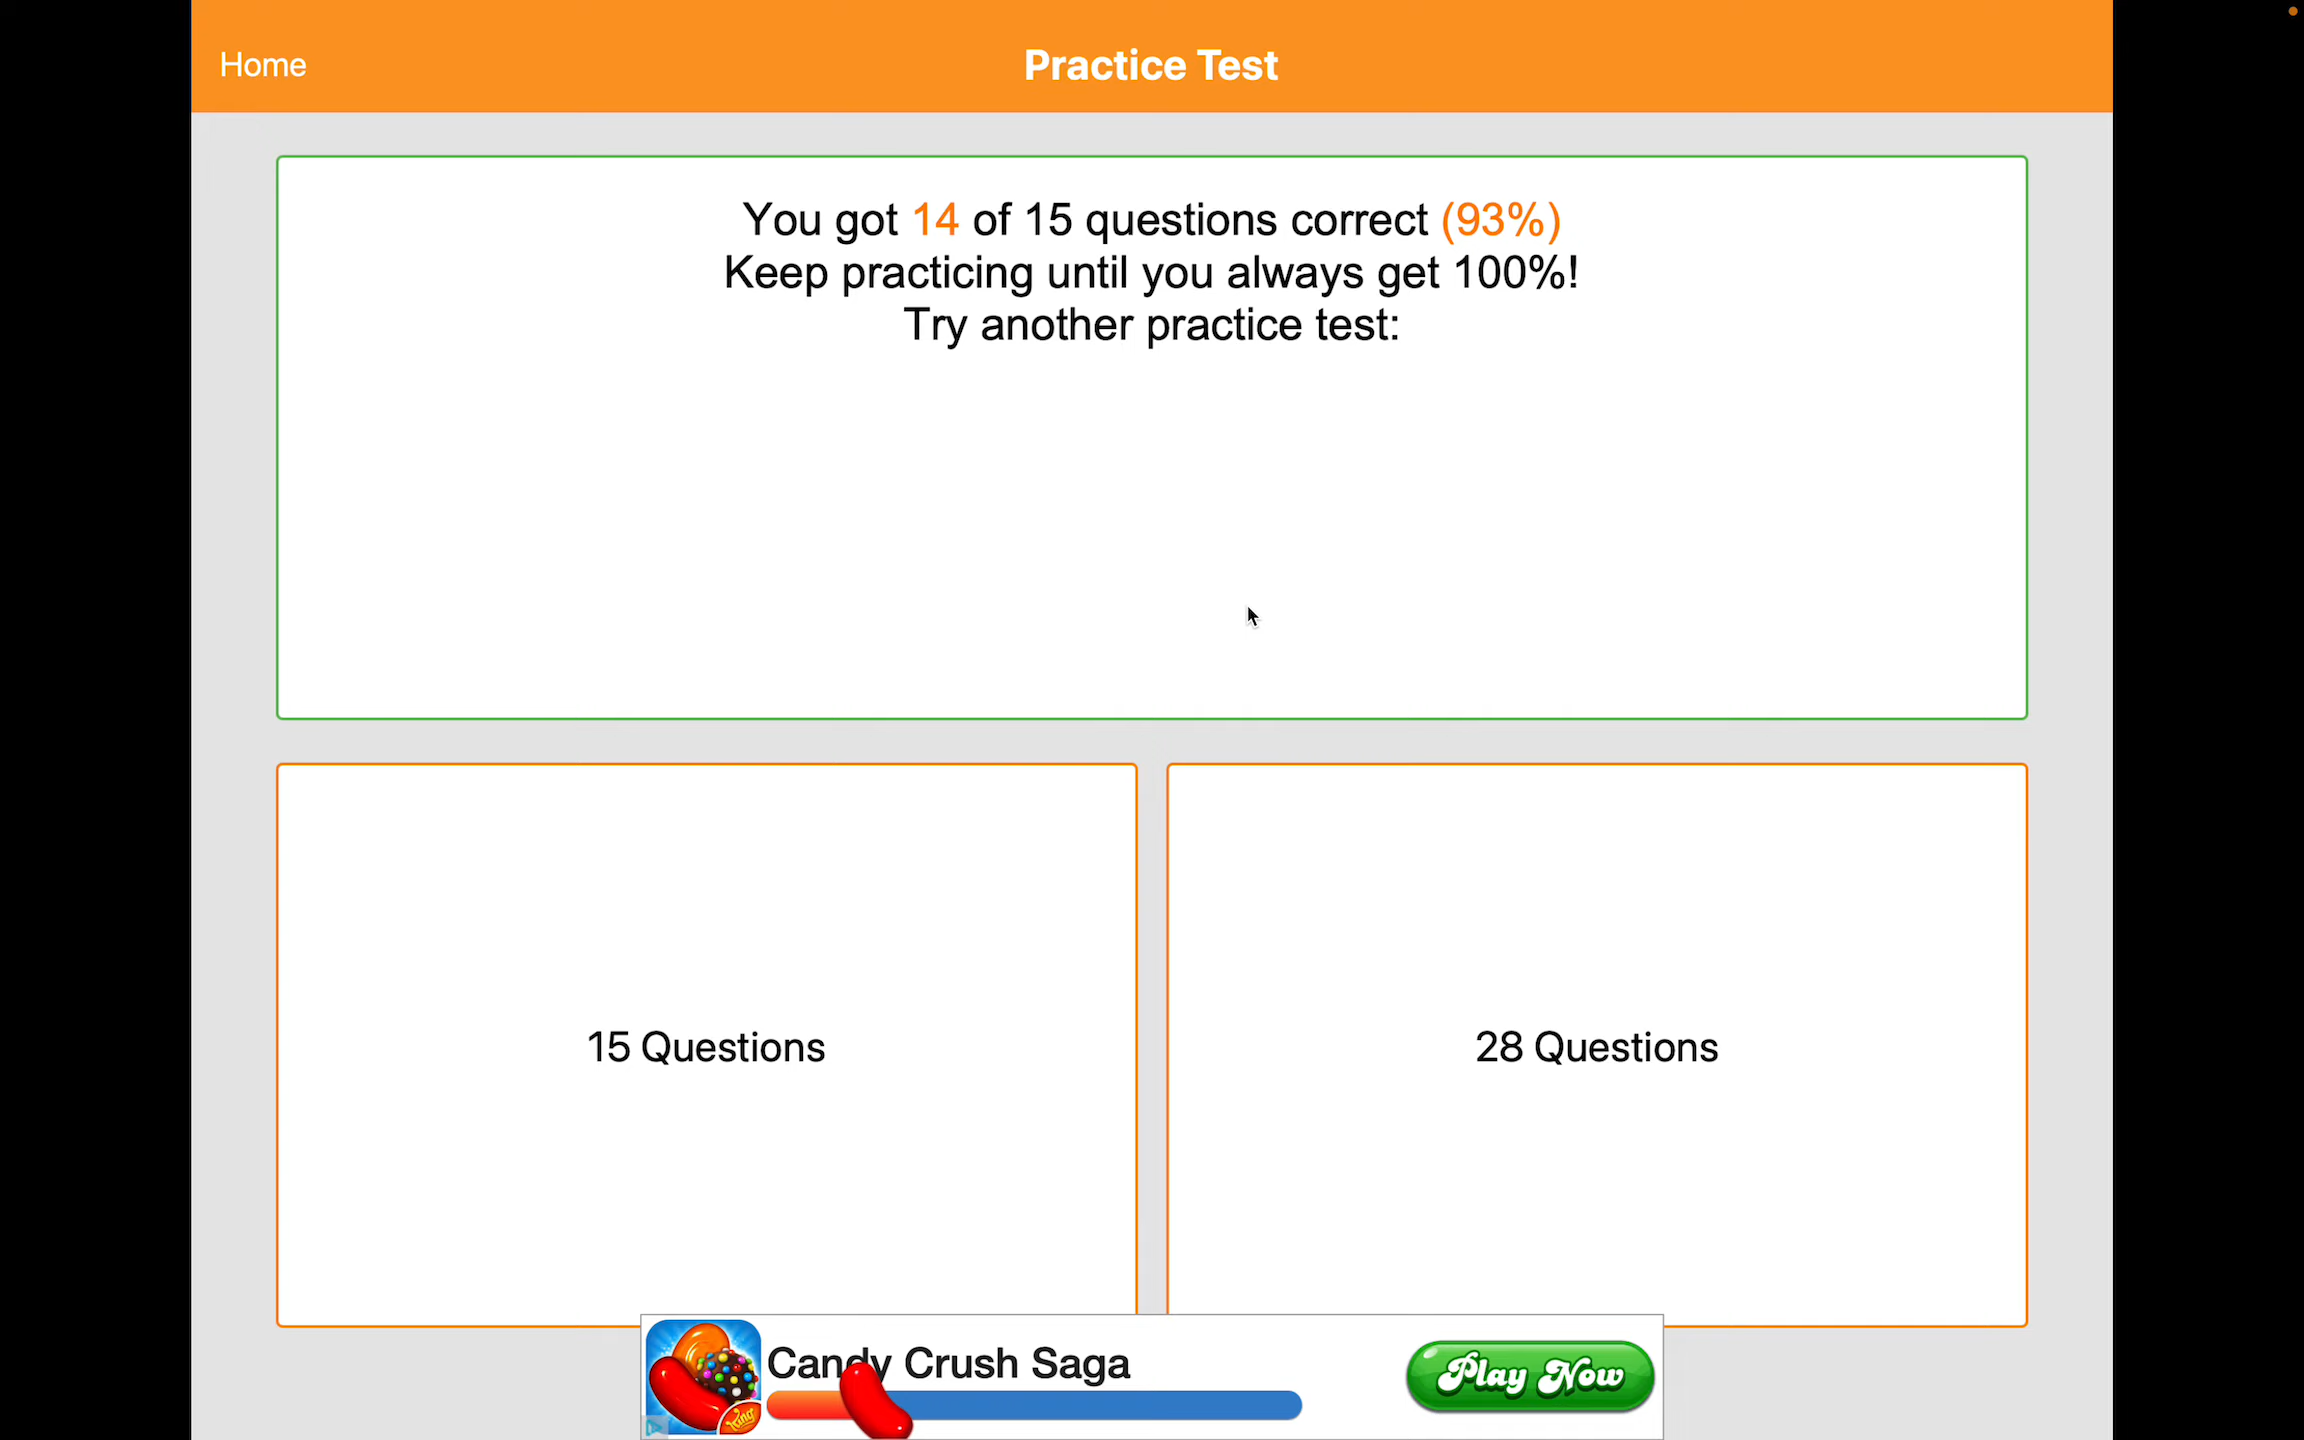 Home
Practice Test
You got 14 of 15 questions correct (93%)
Keep practicing until you always get 100%!
Try another practice test:
15 Questions
28 Questions
Candy Crush Saga
King
Play Now